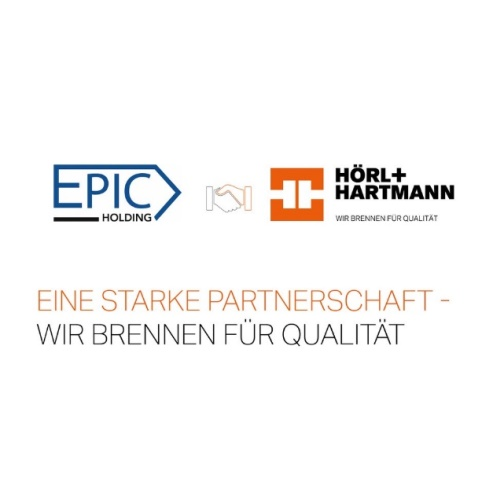 EPIC
HOLDING
HÖRL+
HARTMANN
WIR BRENNEN FÜR QUALITÄT
EINE STARKE PARTNERSCHAFT -
WIR BRENNEN FÜR QUALITÄT